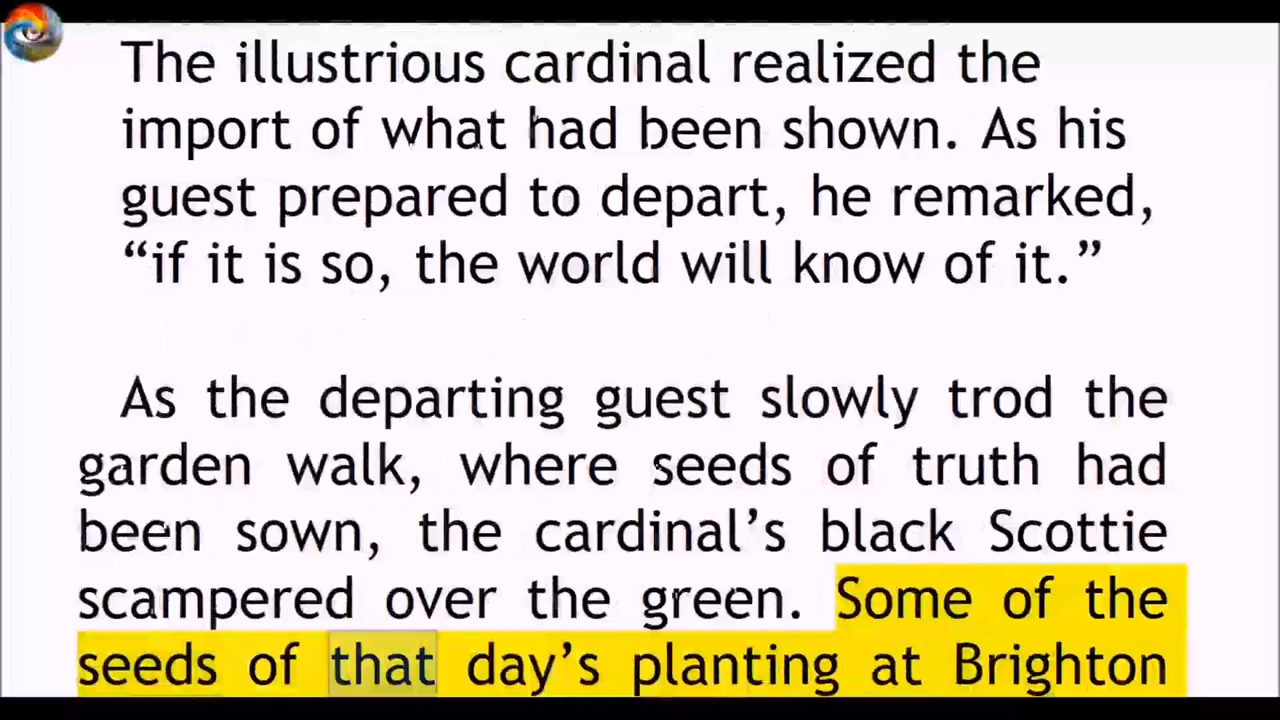 The illustrious cardinal realized the
import of what had been shown. As his
guest prepared to depart, he remarked,
“if it is so, the world will know of it.”
As the departing guest slowly trod the
garden walk, where seeds of truth had
been sown, the cardinal’s black Scottie
scampered over the green. Some of the
seeds of that day’s planting at Brighton